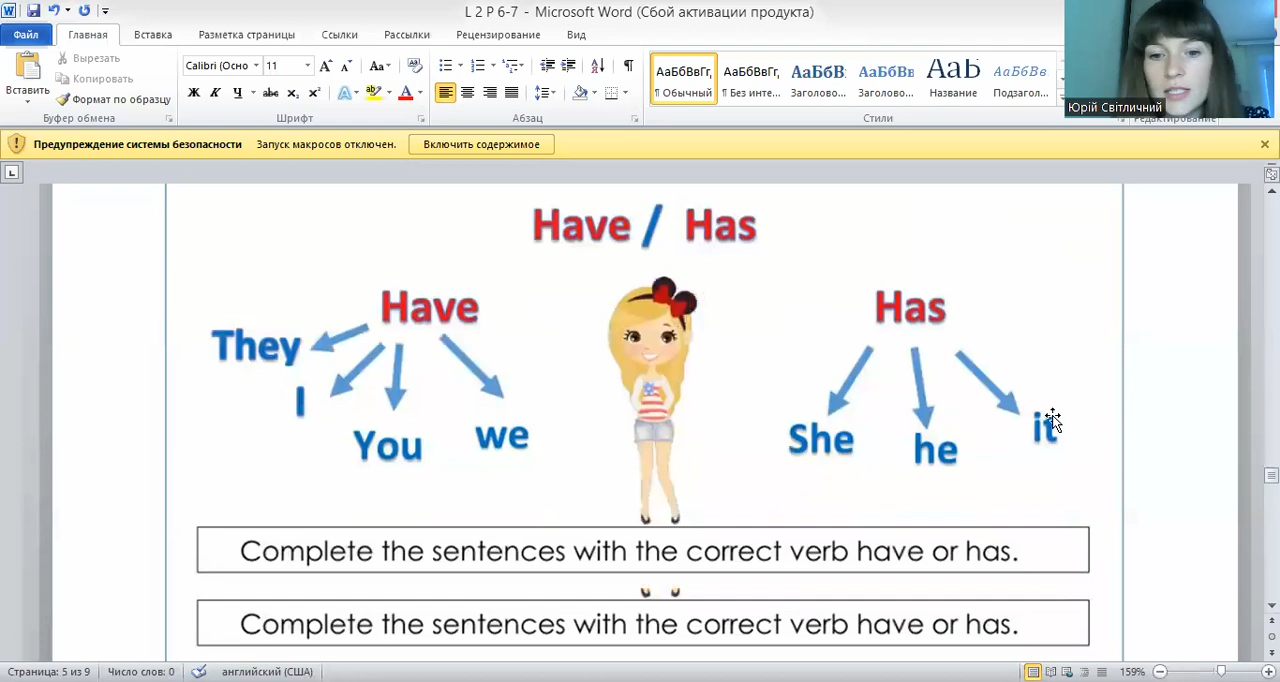 L 2 P 6-7 - Microsoft Word (Сбой активации продукта)
Файл Главная Вставка Разметка страницы Ссылки Рассылки Рецензирование Вид
Вставить
Вырезать
Копировать
Формат по образцу
Буфер обмена
Calibri (Осно 11
Ж К Ч abc x₂ x²
Шрифт
Абзац
АаБбВвГг, АаБбВвГг, АаБбВ: АаБбВв АаБ АаБбВв
¶ Обычный ¶ Без инте... Заголово... Заголово... Название Подзагол...
Стили
Юрій Світличний
Предупреждение системы безопасности Запуск макросов отключен. Включить содержимое
Have / Has
Have
They
I
You
we
Has
She
he
it
Complete the sentences with the correct verb have or has.
Complete the sentences with the correct verb have or has.
Страница: 5 из 9 Число слов: 0 английский (США) 159%